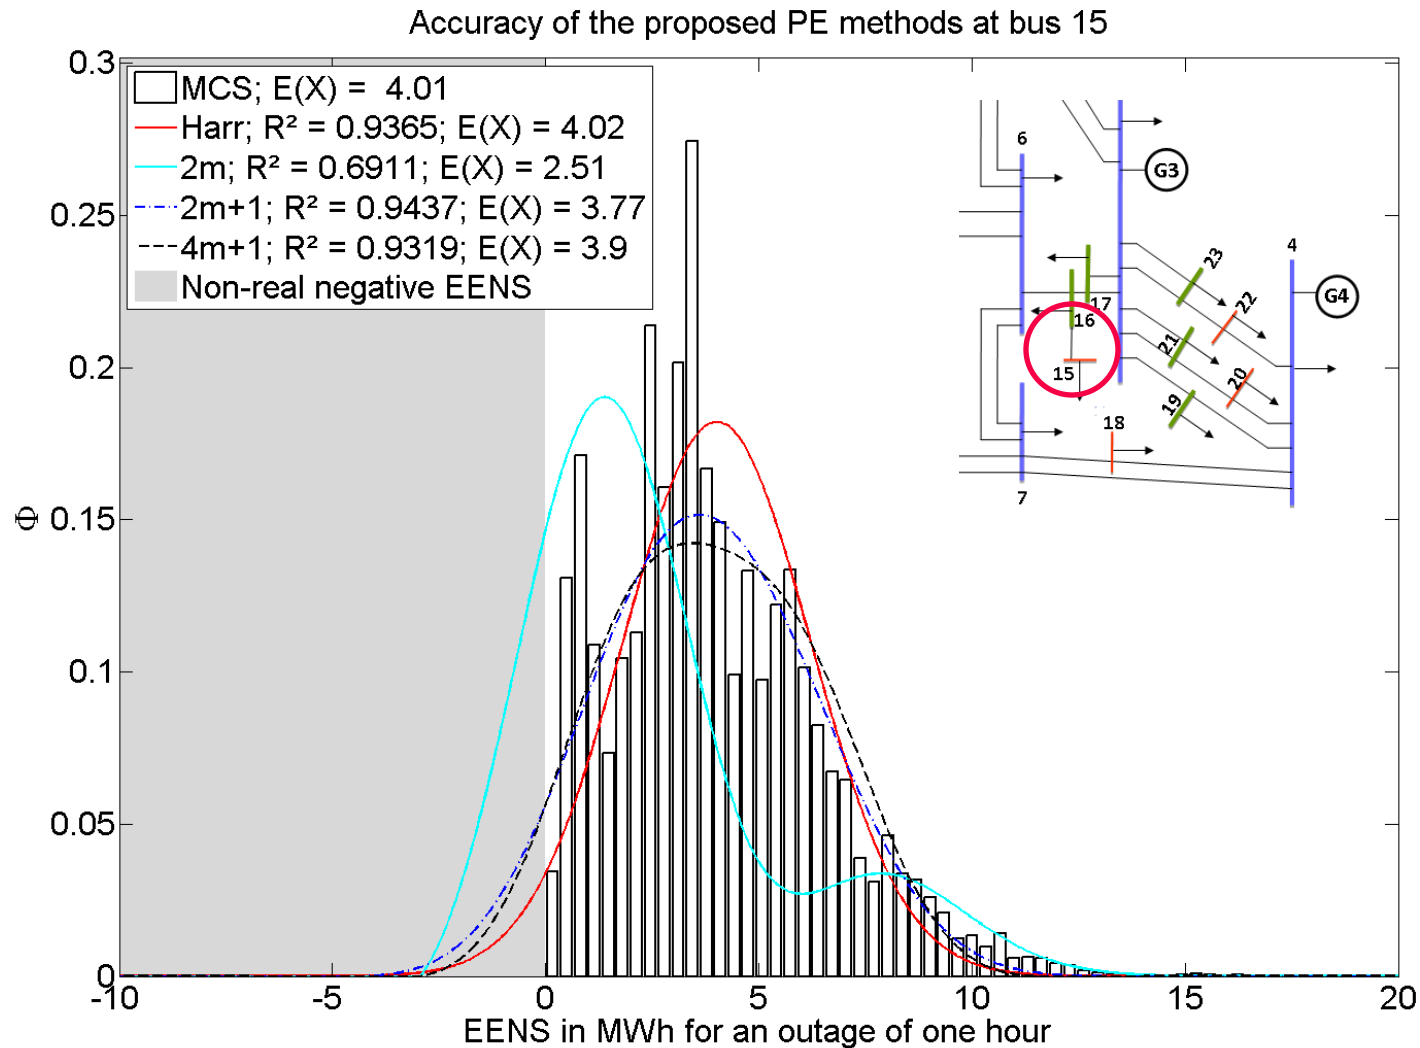 Accuracy of the proposed PE methods at bus 15
0.3
0.25
0.2
0.15
0.1
0.05
0
Φ
MCS; E(X) =  4.01
Harr; R² = 0.9365; E(X) = 4.02
2m; R² = 0.6911; E(X) = 2.51
2m+1; R² = 0.9437; E(X) = 3.77
4m+1; R² = 0.9319; E(X) = 3.9
Non-real negative EENS
6
G3
4
G4
23
22
17
16
21
15
20
19
18
7
-10
-5
0
5
10
15
20
EENS in MWh for an outage of one hour